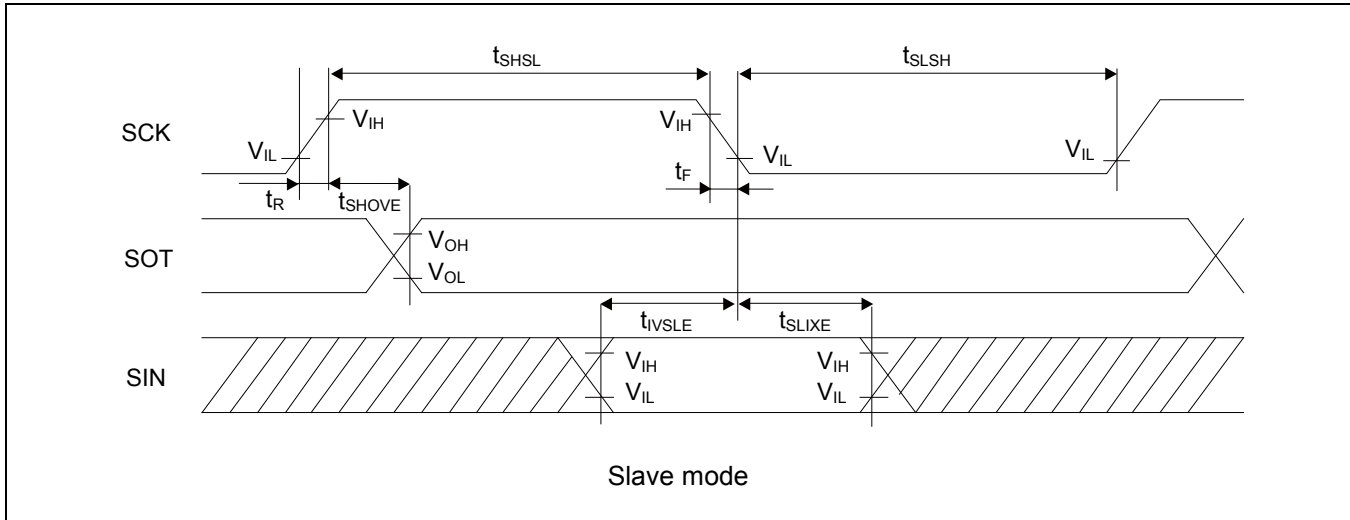 tSHSL
tSLSH
SCK
VIH
VIH
VIL
VIL
VIL
tF
tR
tSHOVE
SOT
VOH
VOL
tIVSLE
tSLIXE
SIN
VIH
VIH
VIL
VIL
Slave mode